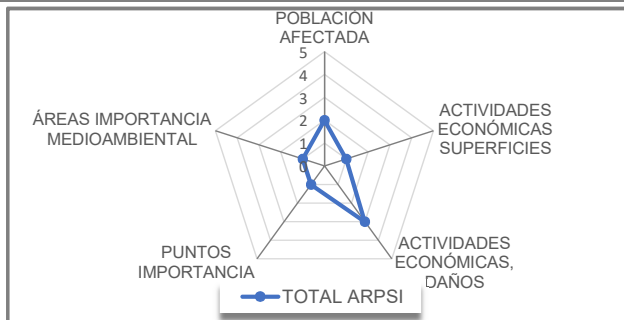 POBLACIÓN
AFECTADA
5
4
3
2
1
0
ÁREAS IMPORTANCIA
MEDIOAMBIENTAL
ACTIVIDADES
ECONÓMICAS
SUPERFICIES
PUNTOS
IMPORTANCIA
ACTIVIDADES
ECONÓMICAS,
DAÑOS
TOTAL ARPSI